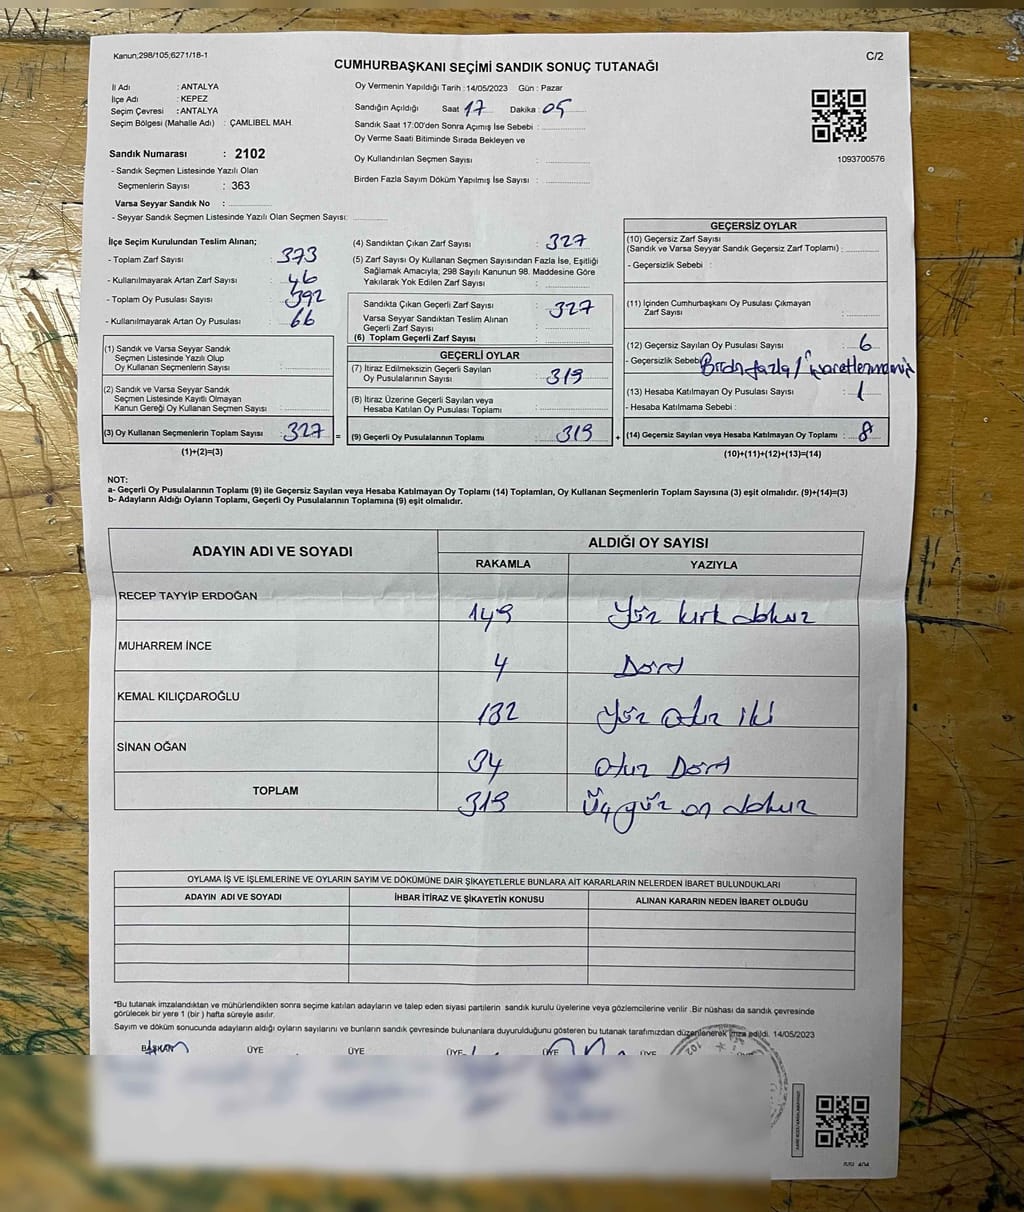 Kanun;298/105;6271/18-1
C/2
CUMHURBAŞKANI SEÇİMİ SANDIK SONUÇ TUTANAĞI
İl Adı : ANTALYA
İlçe Adı : KEPEZ
Seçim Çevresi : ANTALYA
Seçim Bölgesi (Mahalle Adı) : ÇAMLIBEL MAH.
Sandık Numarası : 2102
- Sandık Seçmen Listesinde Yazılı Olan
Seçmenlerin Sayısı : 363
Varsa Seyyar Sandık No :
- Seyyar Sandık Seçmen Listesinde Yazılı Olan Seçmen Sayısı:
Oy Vermenin Yapıldığı Tarih : 14/05/2023 Gün : Pazar
Sandığın Açıldığı Saat 17 Dakika : 05
Sandık Saat 17:00'den Sonra Açmış İse Sebebi :
Oy Verme Saati Bitiminde Sırada Bekleyen ve
Oy Kullandırılan Seçmen Sayısı :
Birden Fazla Sayım Döküm Yapılmış İse Sayısı :
1093700576
İlçe Seçim Kurulundan Teslim Alınan;
- Toplam Zarf Sayısı : 373
- Kullanılmayarak Artan Zarf Sayısı : 46
- Toplam Oy Pusulası Sayısı : 392
- Kullanılmayarak Artan Oy Pusulası : 66
(1) Sandık ve Varsa Seyyar Sandık
Seçmen Listesinde Yazılı Olup
Oy Kullanan Seçmenlerin Sayısı :
(2) Sandık ve Varsa Seyyar Sandık
Seçmen Listesinde Kayıtlı Olmayan
Kanun Gereği Oy Kullanan Seçmen Sayısı :
(3) Oy Kullanan Seçmenlerin Toplam Sayısı : 327 =
(1)+(2)=(3)
(4) Sandıktan Çıkan Zarf Sayısı : 327
(5) Zarf Sayısı Oy Kullanan Seçmen Sayısından Fazla İse, Eşitliği
Sağlamak Amacıyla; 298 Sayılı Kanunun 98. Maddesine Göre
Yakılarak Yok Edilen Zarf Sayısı :
Sandıkta Çıkan Geçerli Zarf Sayısı : 327
Varsa Seyyar Sandıktan Teslim Alınan
Geçerli Zarf Sayısı :
(6) Toplam Geçerli Zarf Sayısı :
GEÇERLİ OYLAR
(7) İtiraz Edilmeksizin Geçerli Sayılan
Oy Pusulalarının Sayısı : 319
(8) İtiraz Üzerine Geçerli Sayılan veya
Hesaba Katılan Oy Pusulası Toplamı :
(9) Geçerli Oy Pusulalarının Toplamı : 319 +
GEÇERSİZ OYLAR
(10) Geçersiz Zarf Sayısı
(Sandık ve Varsa Seyyar Sandık Geçersiz Zarf Toplamı) :
- Geçersizlik Sebebi :
(11) İçinden Cumhurbaşkanı Oy Pusulası Çıkmayan
Zarf Sayısı :
(12) Geçersiz Sayılan Oy Pusulası Sayısı : 6
- Geçersizlik Sebebi
(13) Hesaba Katılmayan Oy Pusulası Sayısı : 1
- Hesaba Katılmama Sebebi :
(14) Geçersiz Sayılan veya Hesaba Katılmayan Oy Toplamı : 8
(10)+(11)+(12)+(13)=(14)
NOT:
a- Geçerli Oy Pusulalarının Toplamı (9) ile Geçersiz Sayılan veya Hesaba Katılmayan Oy Toplamı (14) Toplamları, Oy Kullanan Seçmenlerin Toplam Sayısına (3) eşit olmalıdır. (9)+(14)=(3)
b- Adayların Aldığı Oyların Toplamı, Geçerli Oy Pusulalarının Toplamına (9) eşit olmalıdır.
ADAYIN ADI VE SOYADI ALDIĞI OY SAYISI
RAKAMLA YAZIYLA
RECEP TAYYİP ERDOĞAN 149 Yüz kırk dokuz
MUHARREM İNCE 4 Dört
KEMAL KILIÇDAROĞLU 132 Yüz otuz iki
SİNAN OĞAN 34 otuz Dört
TOPLAM 319 Üç yüz on dokuz
OYLAMA İŞ VE İŞLEMLERİNE VE OYLARIN SAYIM VE DÖKÜMÜNE DAİR ŞİKAYETLERLE BUNLARA AİT KARARLARIN NELERDEN İBARET BULUNDUKLARI
ADAYIN ADI VE SOYADI İHBAR İTİRAZ VE ŞİKAYETİN KONUSU ALINAN KARARIN NEDEN İBARET OLDUĞU
*Bu tutanak imzalandıktan ve mühürlendikten sonra seçime katılan adayların ve talep eden siyasi partilerin sandık kurulu üyelerine veya gözlemcilerine verilir .Bir nüshası da sandık çevresinde
görülecek bir yere 1 (bir ) hafta süreyle asılır.
Sayım ve döküm sonucunda adayların aldığı oyların sayılarını ve bunların sandık çevresinde bulunanlara duyurulduğunu gösteren bu tutanak tarafımızdan düzenlenerek imza edildi. 14/05/2023
BAŞKAN ÜYE ÜYE ÜYE ÜYE ÜYE